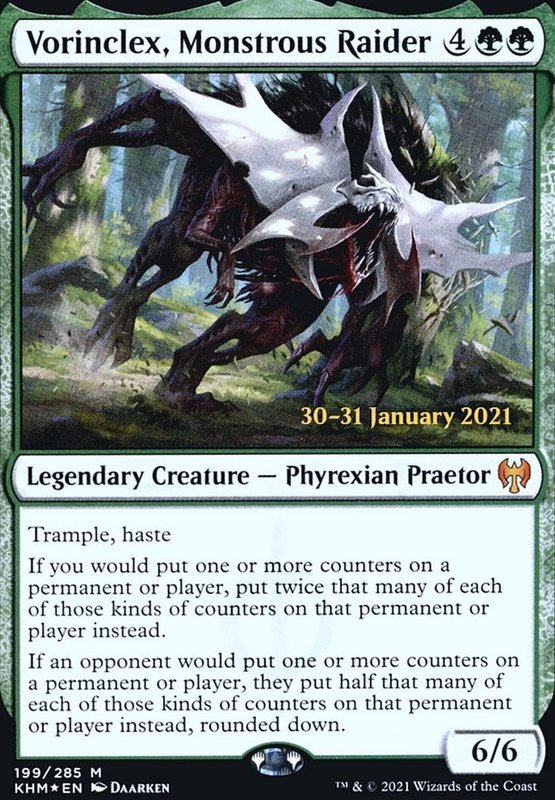 Vorinclex, Monstrous Raider 4
30-31 January 2021
Legendary Creature — Phyrexian Praetor
Trample, haste
If you would put one or more counters on a
permanent or player, put twice that many of each
of those kinds of counters on that permanent or
player instead.
If an opponent would put one or more counters on
a permanent or player, they put half that many of
each of those kinds of counters on that permanent
or player instead, rounded down.
6/6
199/285 M
KHM★EN Daarken
™ & © 2021 Wizards of the Coast